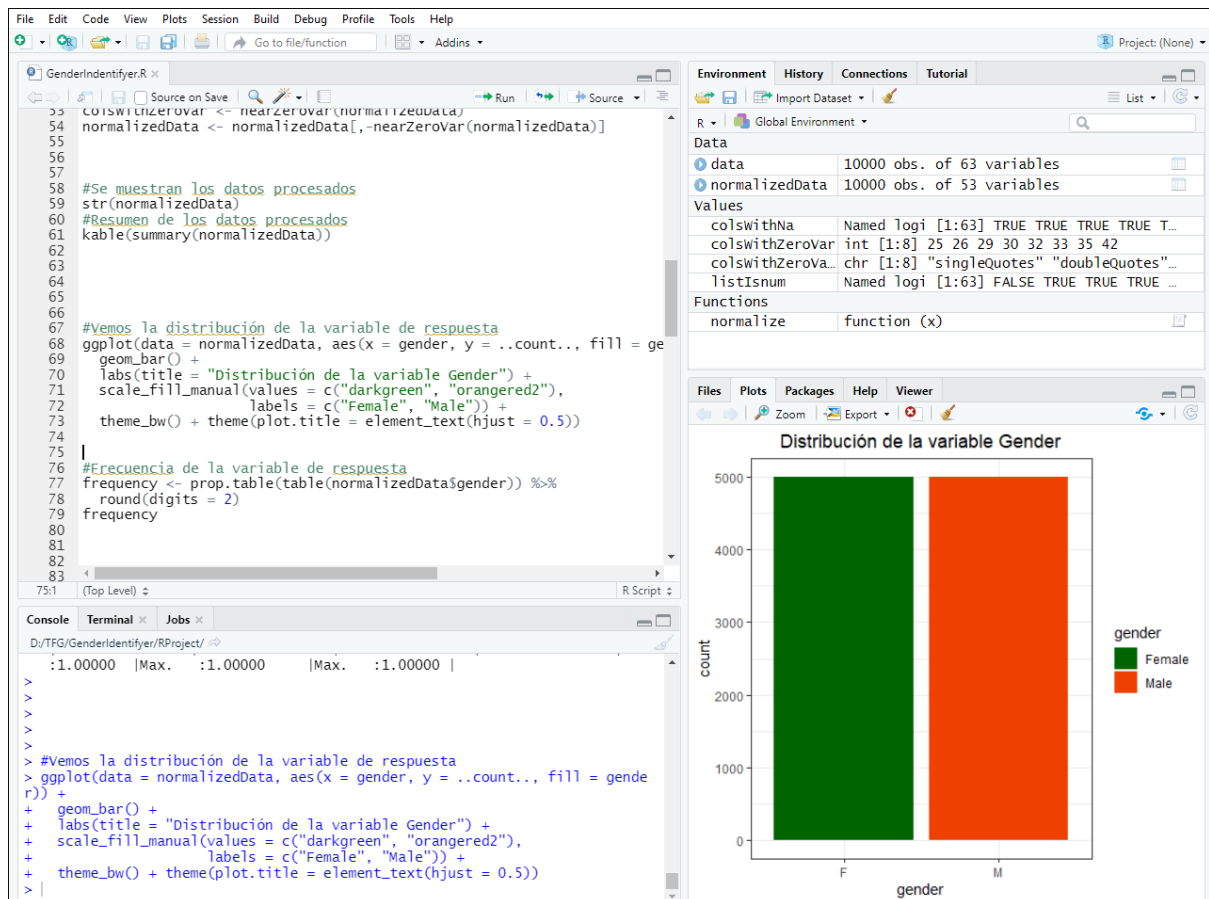 File Edit Code View Plots Session Build Debug Profile Tools Help
Go to file/function Addins Project: (None)
GenderIndentifyer.R
Source on Save Run Source
53 colsWithZeroVar <- nearZeroVar(normalizedData)
54 normalizedData <- normalizedData[,-nearZeroVar(normalizedData)]
55
56
57
58 #Se muestran los datos procesados
59 str(normalizedData)
60 #Resumen de los datos procesados
61 kable(summary(normalizedData))
62
63
64
65
66
67 #Vemos la distribución de la variable de respuesta
68 ggplot(data = normalizedData, aes(x = gender, y = ..count.., fill = ge
69 geom_bar() +
70 labs(title = "Distribución de la variable Gender") +
71 scale_fill_manual(values = c("darkgreen", "orangered2"),
72 labels = c("Female", "Male")) +
73 theme_bw() + theme(plot.title = element_text(hjust = 0.5))
74
75
76 #Frecuencia de la variable de respuesta
77 frequency <- prop.table(table(normalizedData$gender)) %>%
78 round(digits = 2)
79 frequency
80
81
82
83
75:1 (Top Level) R Script
Console Terminal Jobs
D:/TFG/GenderIdentifyer/RProject/
:1.00000 |Max. :1.00000 |Max. :1.00000 |
>
>
>
>
>
> #Vemos la distribución de la variable de respuesta
> ggplot(data = normalizedData, aes(x = gender, y = ..count.., fill = gende
r)) +
+ geom_bar() +
+ labs(title = "Distribución de la variable Gender") +
+ scale_fill_manual(values = c("darkgreen", "orangered2"),
+ labels = c("Female", "Male")) +
+ theme_bw() + theme(plot.title = element_text(hjust = 0.5))
>
Environment History Connections Tutorial
Import Dataset List
R Global Environment
Data
data 10000 obs. of 63 variables
normalizedData 10000 obs. of 53 variables
Values
colsWithNa Named logi [1:63] TRUE TRUE TRUE TRUE T…
colsWithZeroVar int [1:8] 25 26 29 30 32 33 35 42
colsWithZeroVa… chr [1:8] "singleQuotes" "doubleQuotes"…
listIsnum Named logi [1:63] FALSE TRUE TRUE TRUE …
Functions
normalize function (x)
Files Plots Packages Help Viewer
Zoom Export
Distribución de la variable Gender
5000
4000
3000
2000
1000
0
count
F M
gender
gender
Female
Male